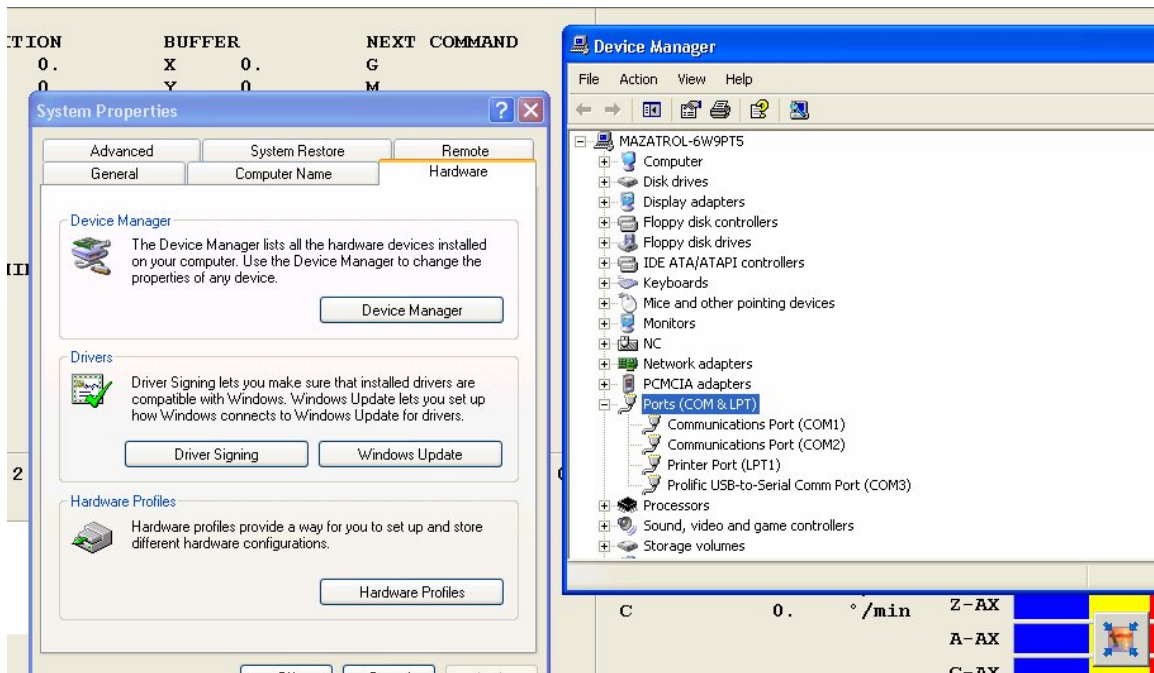 TION BUFFER NEXT COMMAND
0. X 0. G
0 Y 0 M
System Properties
Advanced System Restore Remote
General Computer Name Hardware
Device Manager
The Device Manager lists all the hardware devices installed
on your computer. Use the Device Manager to change the
properties of any device.
Device Manager
Drivers
Driver Signing lets you make sure that installed drivers are
compatible with Windows. Windows Update lets you set up
how Windows connects to Windows Update for drivers.
Driver Signing Windows Update
2
Hardware Profiles
Hardware profiles provide a way for you to set up and store
different hardware configurations.
Hardware Profiles
Device Manager
File Action View Help
MAZATROL-6W9PT5
Computer
Disk drives
Display adapters
Floppy disk controllers
Floppy disk drives
IDE ATA/ATAPI controllers
Keyboards
Mice and other pointing devices
Monitors
NC
Network adapters
PCMCIA adapters
Ports (COM & LPT)
Communications Port (COM1)
Communications Port (COM2)
Printer Port (LPT1)
Prolific USB-to-Serial Comm Port (COM3)
Processors
Sound, video and game controllers
Storage volumes
C 0. °/min Z-AX
A-AX
C-AX